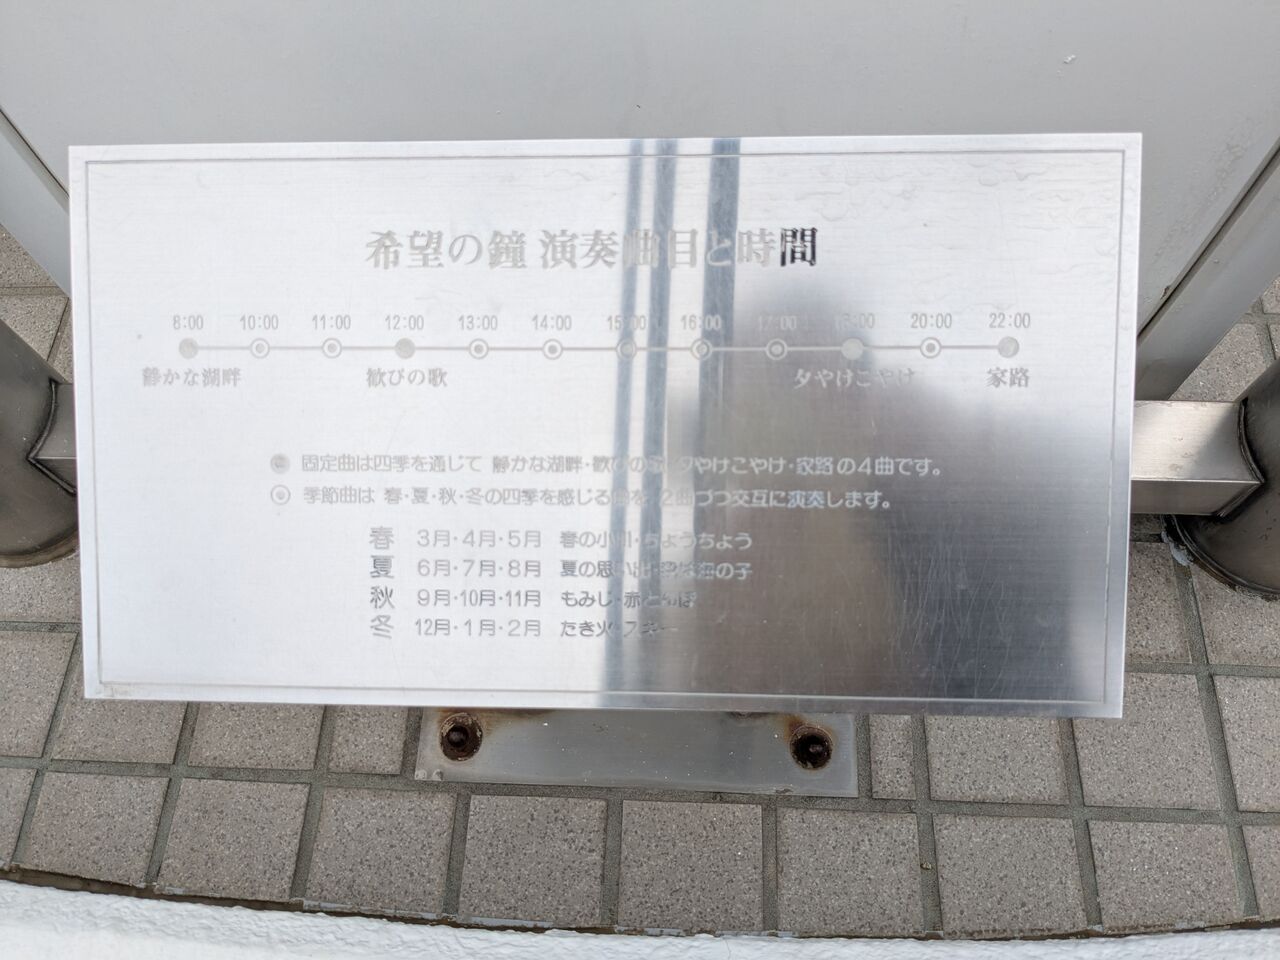 希望の鐘 演奏曲目と時間
8:00 10:00 11:00 12:00 13:00 14:00 15:00 16:00 17:00 18:00 20:00 22:00
静かな湖畔 歓びの歌 夕やけこやけ 家路
固定曲は四季を通じて 静かな湖畔・歓びの歌・夕やけこやけ・家路の4曲です。
季節曲は 春・夏・秋・冬の四季を感じる曲を 2曲づつ交互に演奏します。
春 3月・4月・5月 春の小川・ちょうちょう
夏 6月・7月・8月 夏の思い出・我は海の子
秋 9月・10月・11月 もみじ・赤とんぼ
冬 12月・1月・2月 たき火・スキー